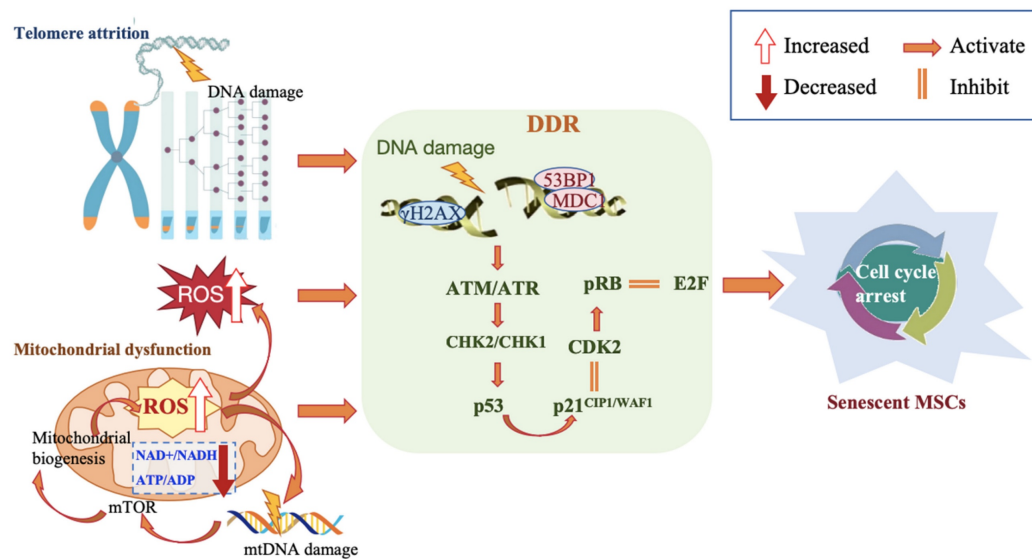 Telomere attrition
DNA damage
Increased
Activate
Decreased
Inhibit
DDR
DNA damage
53BP1
MDC1
γH2AX
ROS
ATM/ATR
pRB
E2F
Cell cycle
arrest
CHK2/CHK1
CDK2
Mitochondrial dysfunction
ROS
p53
p21CIP1/WAF1
Senescent MSCs
Mitochondrial
biogenesis
NAD+/NADH
ATP/ADP
mTOR
mtDNA damage